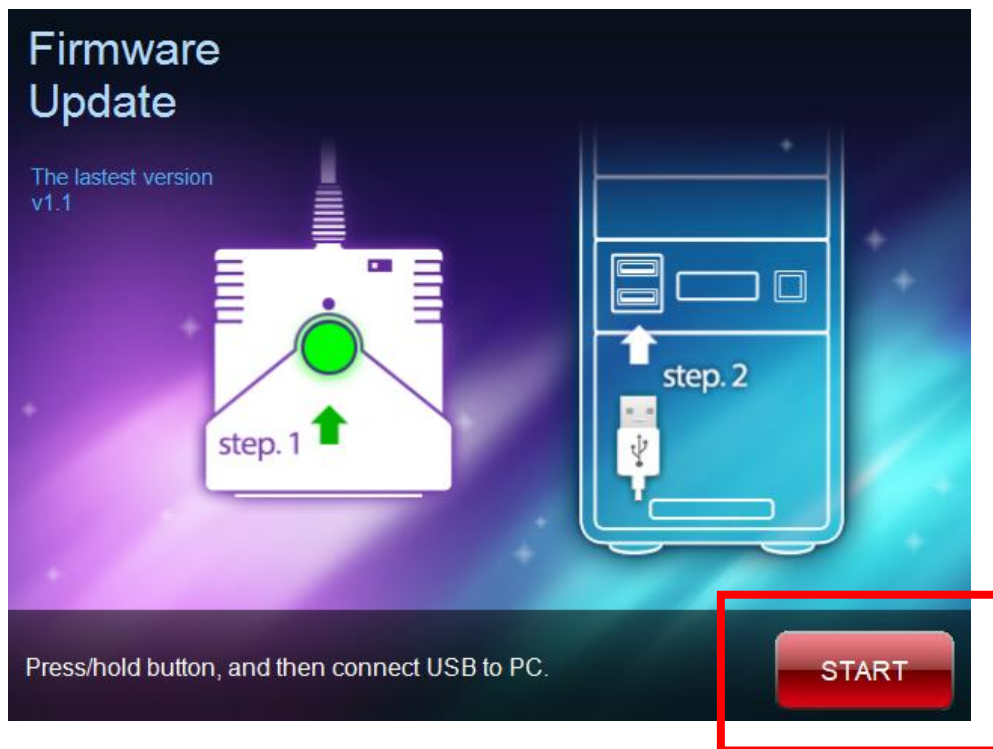 Firmware
Update
The lastest version
v1.1
step. 1
step. 2
Press/hold button, and then connect USB to PC.
START